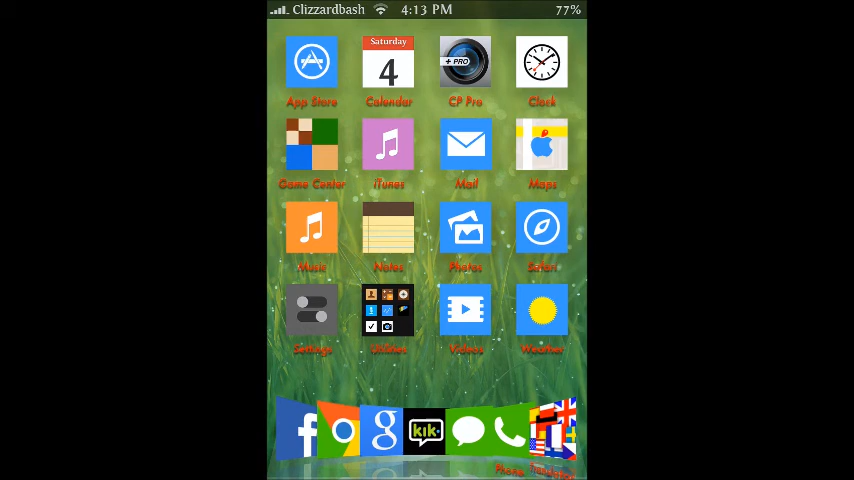 Clizzardbash 4:13 PM 77%
Saturday
4
+ PRO
App Store Calendar CP Pro Clock
Game Center iTunes Mail Maps
Music Notes Photos Safari
Settings Utilities Videos Weather
f g kik
Phone